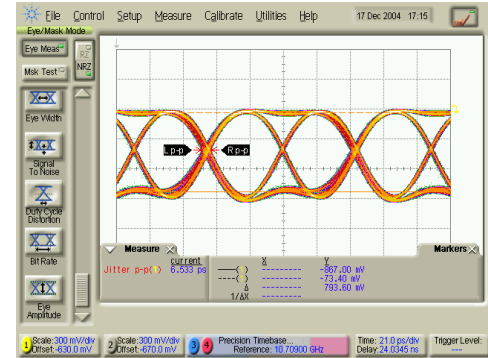 File Control Setup Measure Calibrate Utilities Help 17 Dec 2004 17:15
Eye/Mask Mode
Eye Meas
RZ
NRZ
Msk Test
Eye Width
Signal
To Noise
Duty Cycle
Distortion
Bit Rate
Eye
Amplitude
L p-p
R p-p
Measure
Markers
current
Jitter p-p( ) 6.533 ps
X
Y
---( ) --------- -867.00 mV
----( ) --------- -73.40 mV
Δ --------- 793.60 mV
1/ΔX ---------
1 Scale:300 mV/div
Offset:-630.0 mV
2 Scale:300 mV/div
Offset:-670.0 mV
3 4 Precision Timebase...
Reference: 10.70900 GHz
Time: 21.0 ps/div
Delay:24.0345 ns
Trigger Level:
---